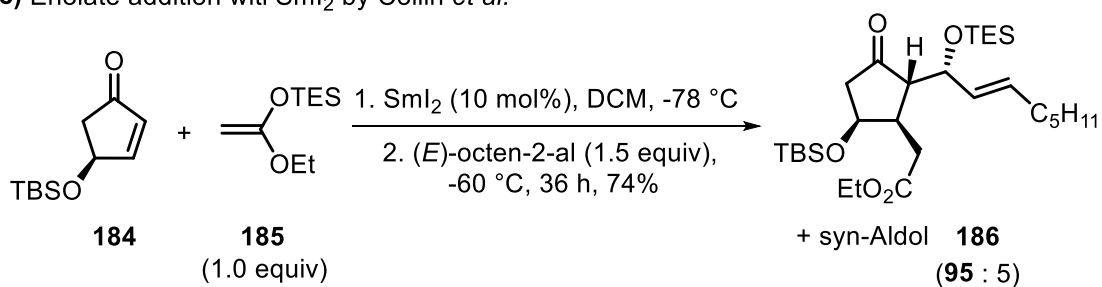 Enolate addition with SmI2 by Collin et al.
O
TBSO
184
+
OTES
OEt
185
(1.0 equiv)
1. SmI2 (10 mol%), DCM, -78 °C
2. (E)-octen-2-al (1.5 equiv),
-60 °C, 36 h, 74%
O
H
OTES
C5H11
TBSO
EtO2C
+ syn-Aldol 186
(95 : 5)